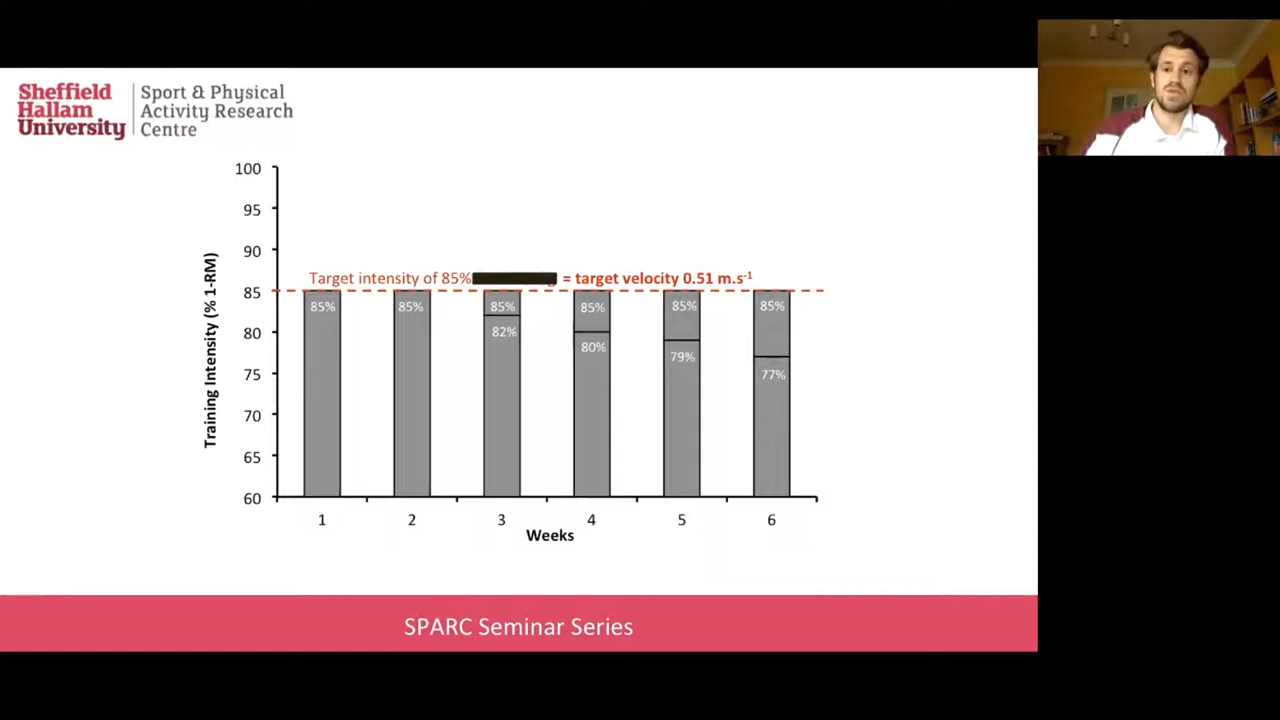 Sheffield
Hallam
University
Sport & Physical
Activity Research
Centre
100
95
90
85
80
75
70
65
60
Training Intensity (% 1-RM)
Target intensity of 85% = target velocity 0.51 m.s-1
85% 85% 85% 85% 85% 85%
82%
80%
79%
77%
1 2 3 4 5 6
Weeks
SPARC Seminar Series